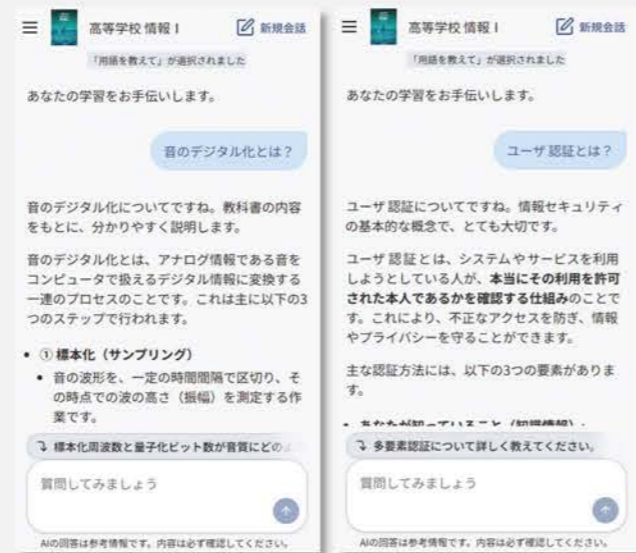 高等学校 情報Ⅰ
新規会話
「用語を教えて」が選択されました
あなたの学習をお手伝いします。
音のデジタル化とは？
音のデジタル化についてですね。教科書の内容
をもとに、分かりやすく説明します。
音のデジタル化とは、アナログ情報である音を
コンピュータで扱えるデジタル情報に変換する
一連のプロセスのことです。これは主に以下の3
つのステップで行われます。
• ① 標本化（サンプリング）
• 音の波形を、一定の時間間隔で区切り、そ
の時点での波の高さ（振幅）を測定する作
業です。
標本化周波数と量子化ビット数が音質にどの
質問してみましょう
AIの回答は参考情報です。内容は必ず確認してください。
高等学校 情報Ⅰ
新規会話
「用語を教えて」が選択されました
あなたの学習をお手伝いします。
ユーザ認証とは？
ユーザ認証についてですね。情報セキュリティ
の基本的な概念で、とても大切です。
ユーザ認証とは、システムやサービスを利用
しようとしている人が、本当にその利用を許可
された本人であるかを確認する仕組みのことで
す。これにより、不正なアクセスを防ぎ、情報
やプライバシーを守ることができます。
主な認証方法には、以下の3つの要素がありま
す。
• あなたが知っていること（知識情報）：
多要素認証について詳しく教えてください。
質問してみましょう
AIの回答は参考情報です。内容は必ず確認してください。